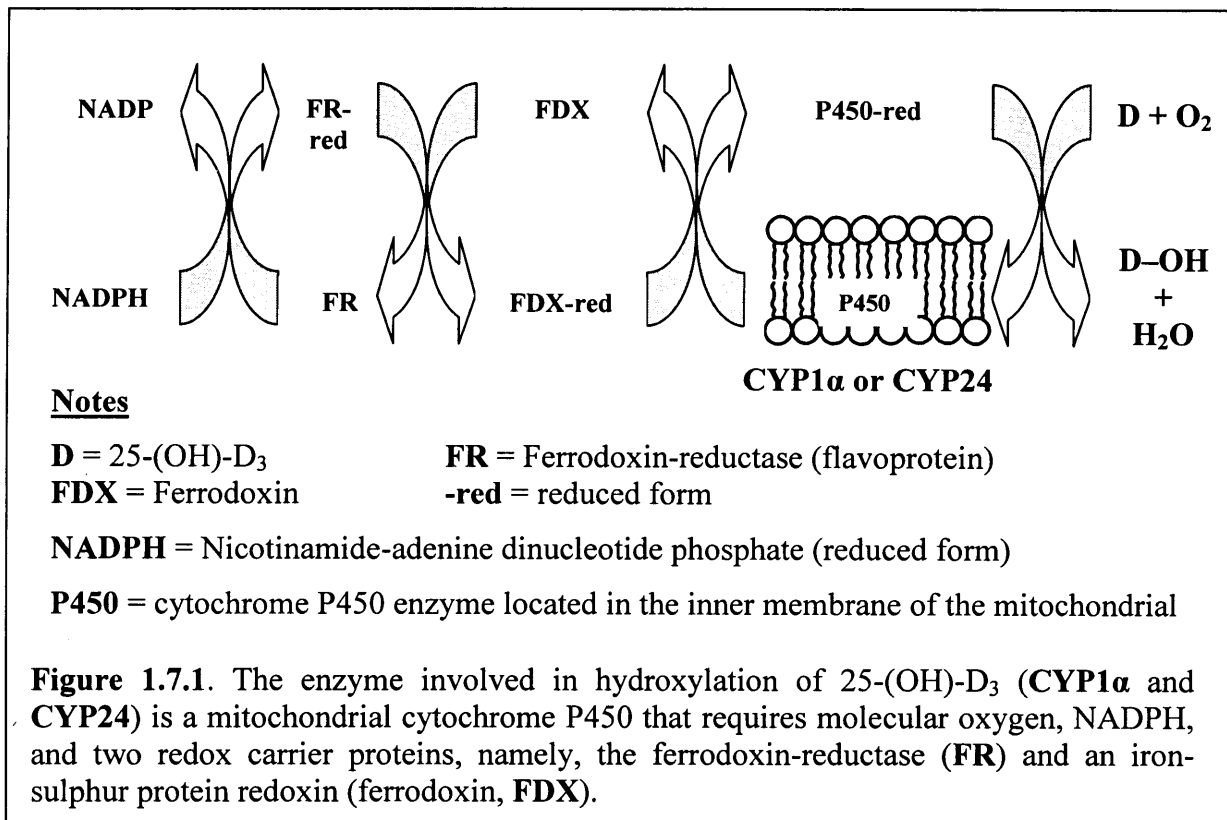 NADP FR-red FDX P450-red D + O₂
NADPH FR FDX-red P450 D–OH + H₂O
CYP1α or CYP24
Notes
D = 25-(OH)-D₃ FR = Ferrodoxin-reductase (flavoprotein)
FDX = Ferrodoxin -red = reduced form
NADPH = Nicotinamide-adenine dinucleotide phosphate (reduced form)
P450 = cytochrome P450 enzyme located in the inner membrane of the mitochondrial
Figure 1.7.1. The enzyme involved in hydroxylation of 25-(OH)-D₃ (CYP1α and
CYP24) is a mitochondrial cytochrome P450 that requires molecular oxygen, NADPH,
and two redox carrier proteins, namely, the ferrodoxin-reductase (FR) and an iron-
sulphur protein redoxin (ferrodoxin, FDX).